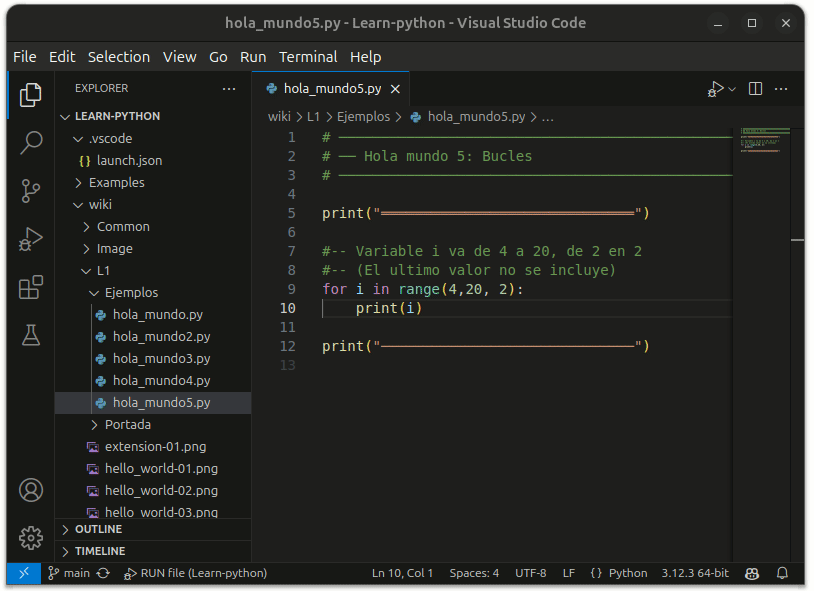 hola_mundo5.py - Learn-python - Visual Studio Code
File Edit Selection View Go Run Terminal Help
EXPLORER
LEARN-PYTHON
.vscode
{} launch.json
Examples
wiki
Common
Image
L1
Ejemplos
hola_mundo.py
hola_mundo2.py
hola_mundo3.py
hola_mundo4.py
hola_mundo5.py
Portada
extension-01.png
hello_world-01.png
hello_world-02.png
hello_world-03.png
OUTLINE
TIMELINE
hola_mundo5.py
wiki > L1 > Ejemplos > hola_mundo5.py > ...
1 # ──────────────────────────────
2 # ── Hola mundo 5: Bucles
3 # ──────────────────────────────
4
5 print("══════════════════════════════")
6
7 #-- Variable i va de 4 a 20, de 2 en 2
8 #-- (El ultimo valor no se incluye)
9 for i in range(4,20, 2):
10     print(i)
11
12 print("──────────────────────────────")
13
main RUN file (Learn-python) Ln 10, Col 1 Spaces: 4 UTF-8 LF {} Python 3.12.3 64-bit